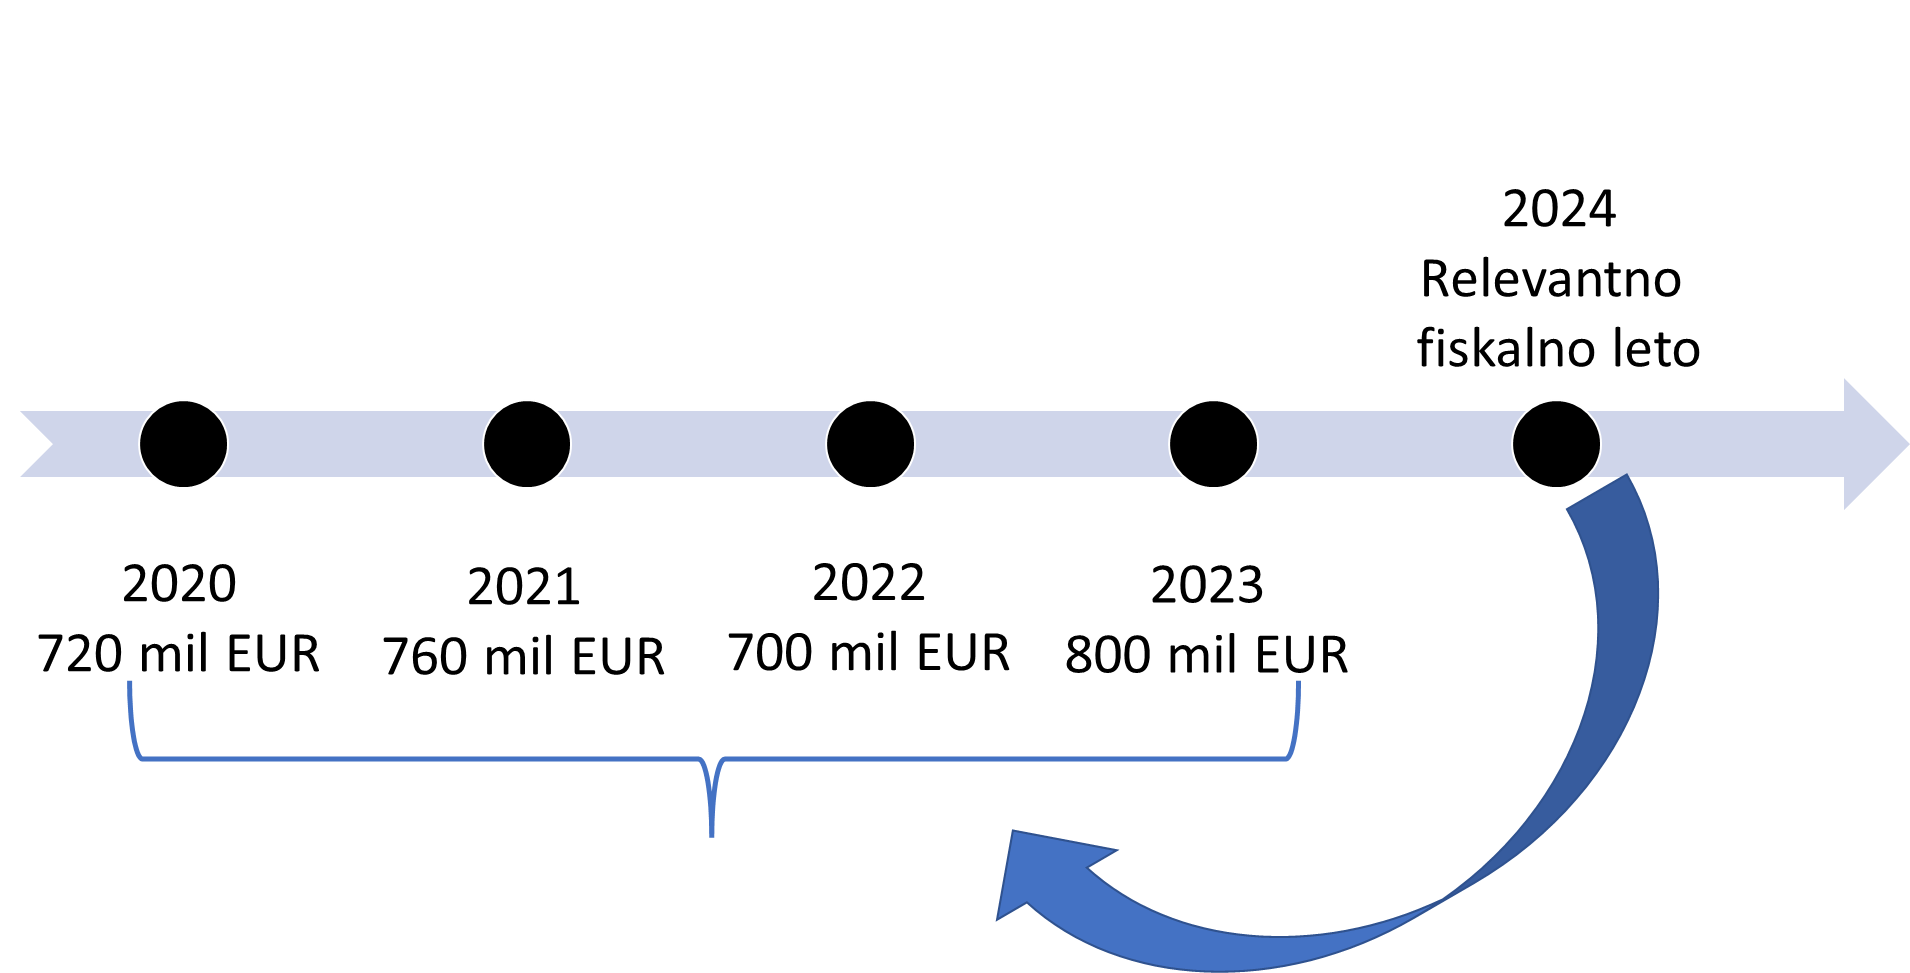 2024
Relevantno
fiskalno leto
2020
720 mil EUR
2021
760 mil EUR
2022
700 mil EUR
2023
800 mil EUR